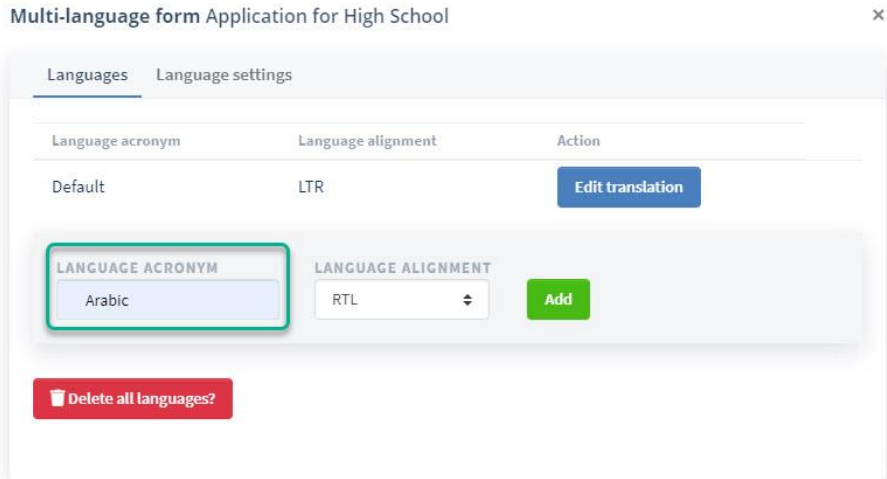 Multi-language form Application for High School ×
Languages Language settings
Language acronym Language alignment Action
Default LTR Edit translation
LANGUAGE ACRONYM LANGUAGE ALIGNMENT
Arabic RTL Add
Delete all languages?